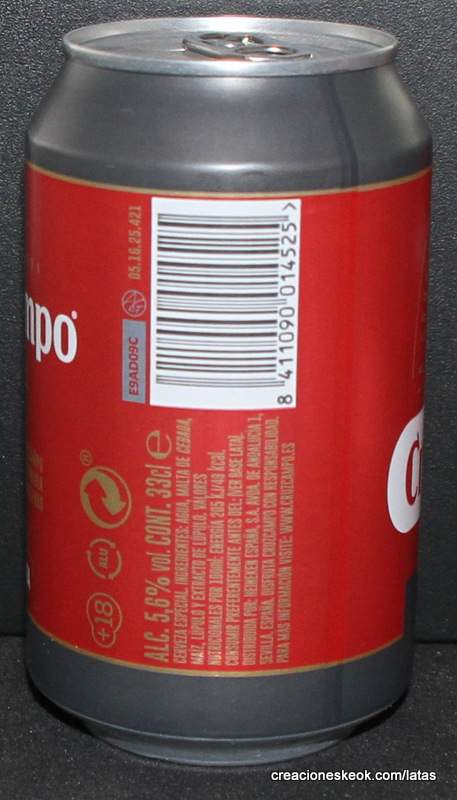 mpo
05.16.25.421
E9AD09C
8 411090 014525 >
+18
ALU
ALC. 5,6% vol. CONT. 33cl e
CERVEZA ESPECIAL. INGREDIENTES: AGUA, MALTA DE CEBADA,
MAÍZ, LÚPULO Y EXTRACTO DE LÚPULO. VALORES
NUTRICIONALES POR 100ml: ENERGÍA 205 kJ/49 kcal.
CONSUMIR PREFERENTEMENTE ANTES DEL: (VER BASE LATA).
DISTRIBUIDA POR: HEINEKEN ESPAÑA, S.A. AVDA. DE ANDALUCÍA 1,
SEVILLA. ESPAÑA. DISFRUTA CRUZCAMPO CON RESPONSABILIDAD.
PARA MÁS INFORMACIÓN VISITE: WWW.CRUZCAMPO.ES
creacioneskeok.com/latas